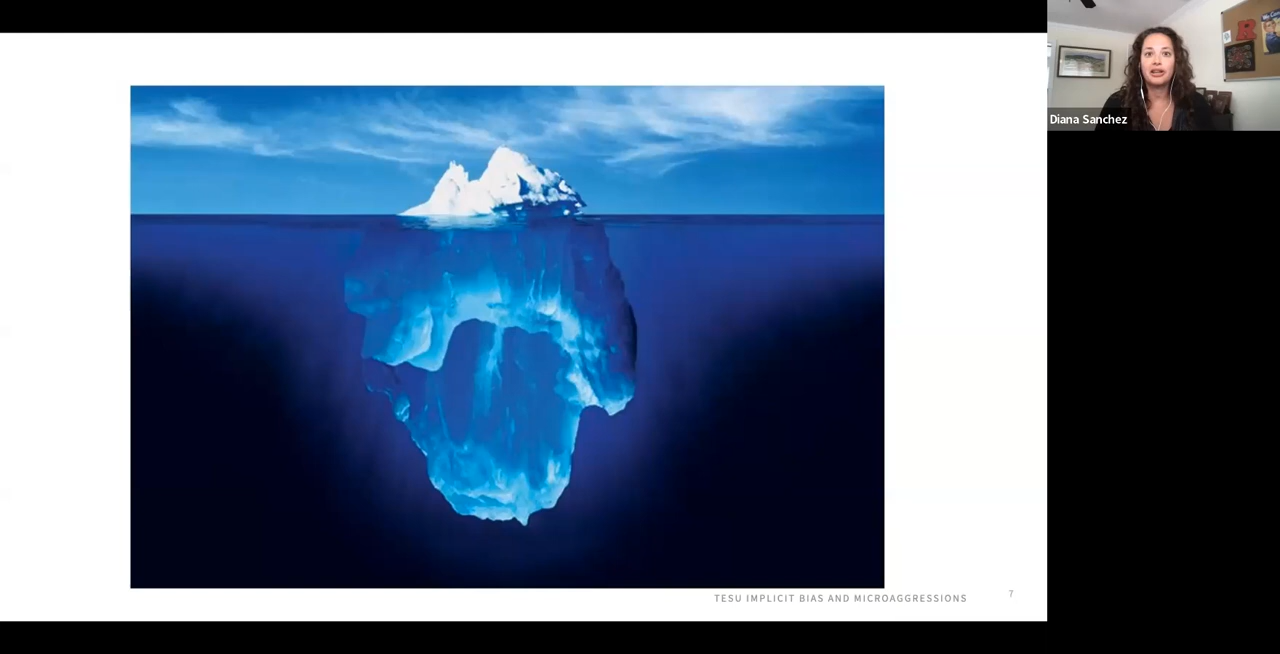 Diana Sanchez
R
TESU IMPLICIT BIAS AND MICROAGGRESSIONS
7